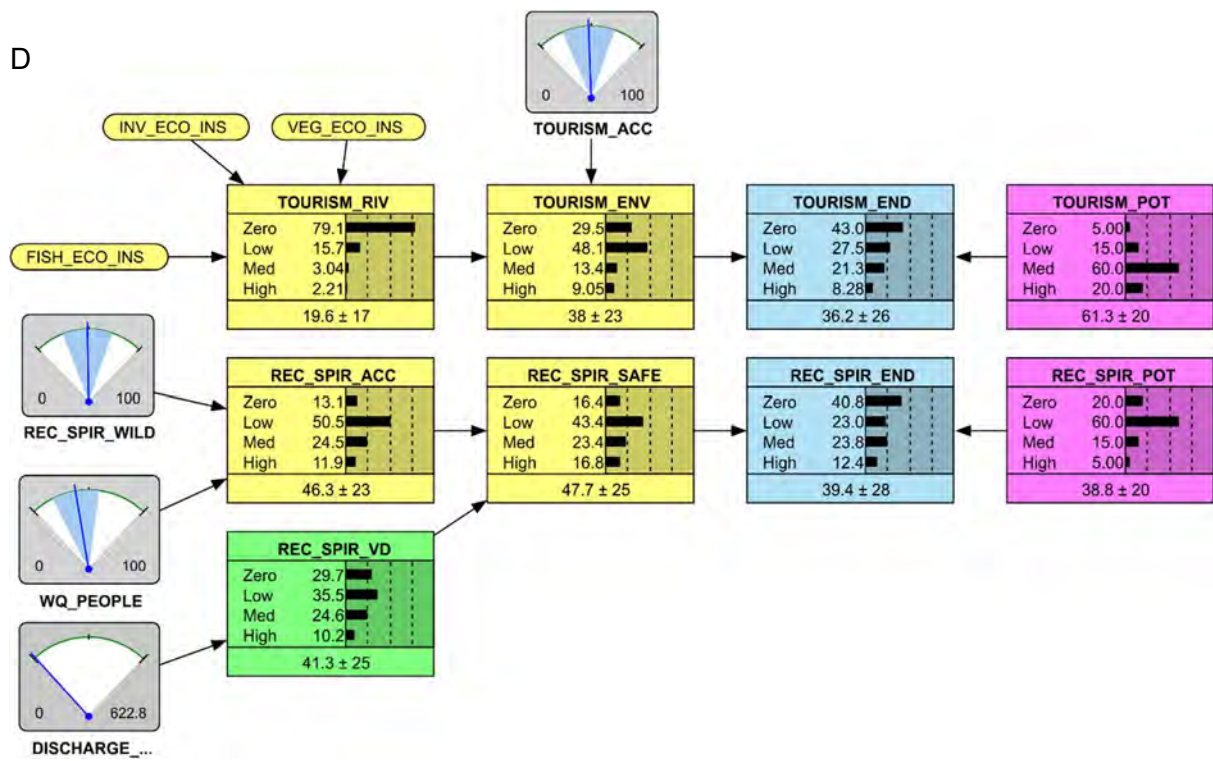 D
0 100
TOURISM_ACC
INV_ECO_INS
VEG_ECO_INS
FISH_ECO_INS
TOURISM_RIV
Zero 79.1
Low 15.7
Med 3.04
High 2.21
19.6 ± 17
TOURISM_ENV
Zero 29.5
Low 48.1
Med 13.4
High 9.05
38 ± 23
TOURISM_END
Zero 43.0
Low 27.5
Med 21.3
High 8.28
36.2 ± 26
TOURISM_POT
Zero 5.00
Low 15.0
Med 60.0
High 20.0
61.3 ± 20
0 100
REC_SPIR_WILD
REC_SPIR_ACC
Zero 13.1
Low 50.5
Med 24.5
High 11.9
46.3 ± 23
REC_SPIR_SAFE
Zero 16.4
Low 43.4
Med 23.4
High 16.8
47.7 ± 25
REC_SPIR_END
Zero 40.8
Low 23.0
Med 23.8
High 12.4
39.4 ± 28
REC_SPIR_POT
Zero 20.0
Low 60.0
Med 15.0
High 5.00
38.8 ± 20
0 100
WQ_PEOPLE
REC_SPIR_VD
Zero 29.7
Low 35.5
Med 24.6
High 10.2
41.3 ± 25
0 622.8
DISCHARGE_...